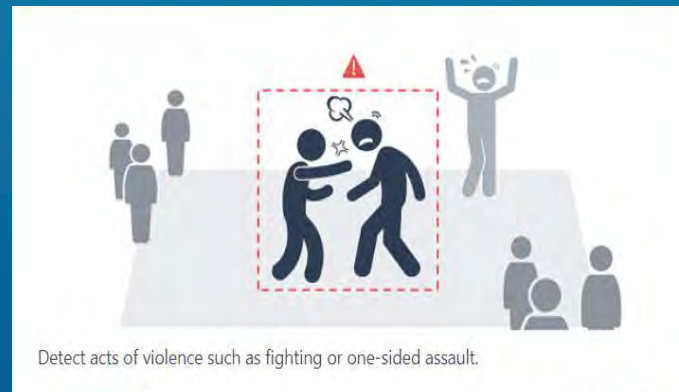 Detect acts of violence such as fighting or one-sided assault.